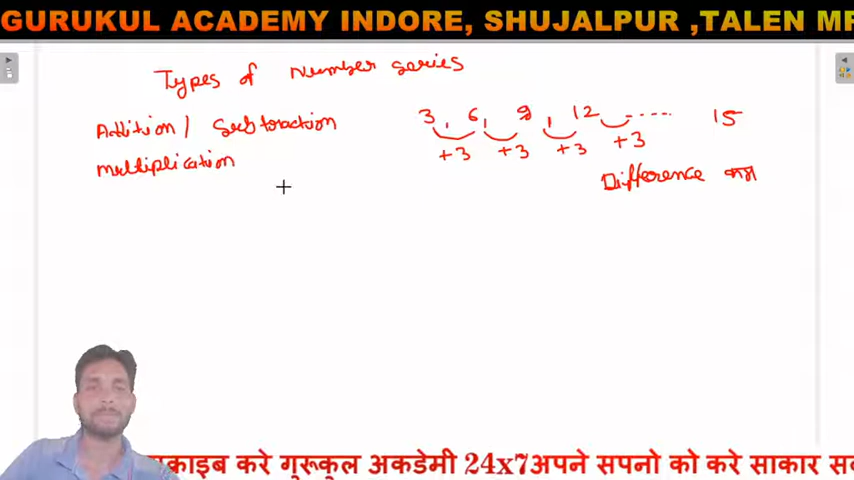 GURUKUL ACADEMY INDORE, SHUJALPUR ,TALEN MP
Types of Number series
Addition / Subtraction
3, 6, 9, 12 ...... 15
+3 +3 +3 +3
Multiplication
Difference कम
सक्राइब करे गुरूकुल अकडेमी 24x7अपने सपनो को करे साकार सब